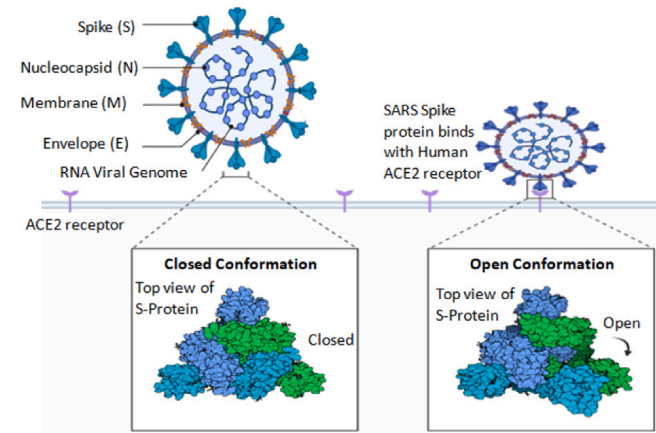 Spike (S)
Nucleocapsid (N)
Membrane (M)
Envelope (E)
RNA Viral Genome
SARS Spike
protein binds
with Human
ACE2 receptor
ACE2 receptor
Closed Conformation
Top view of
S-Protein
Closed
Open Conformation
Top view of
S-Protein
Open